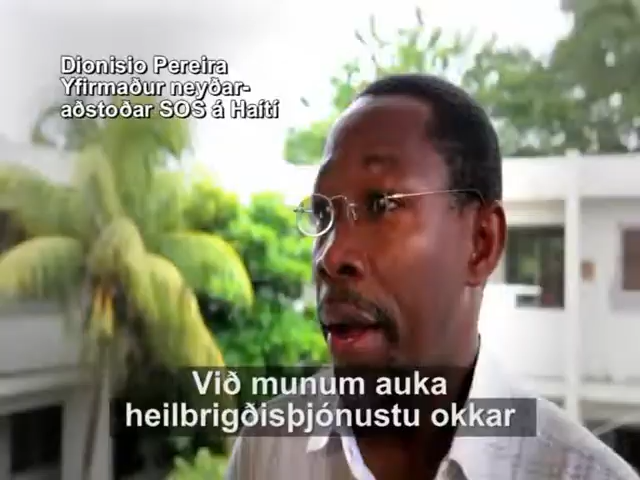 Dionisio Pereira
Yfirmaður neyðar-
aðstoðar SOS á Haítí
Við munum auka
heilbrigðisþjónustu okkar